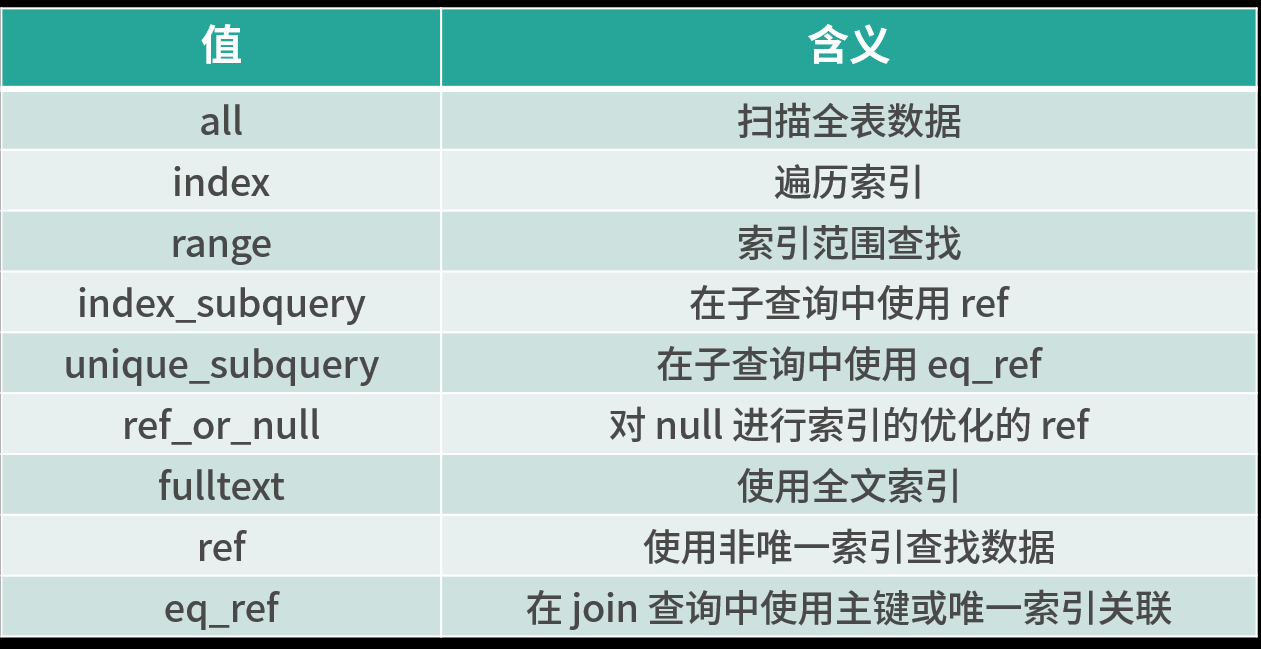 值 含义
all 扫描全表数据
index 遍历索引
range 索引范围查找
index_subquery 在子查询中使用 ref
unique_subquery 在子查询中使用 eq_ref
ref_or_null 对 null 进行索引的优化的 ref
fulltext 使用全文索引
ref 使用非唯一索引查找数据
eq_ref 在 join 查询中使用主键或唯一索引关联